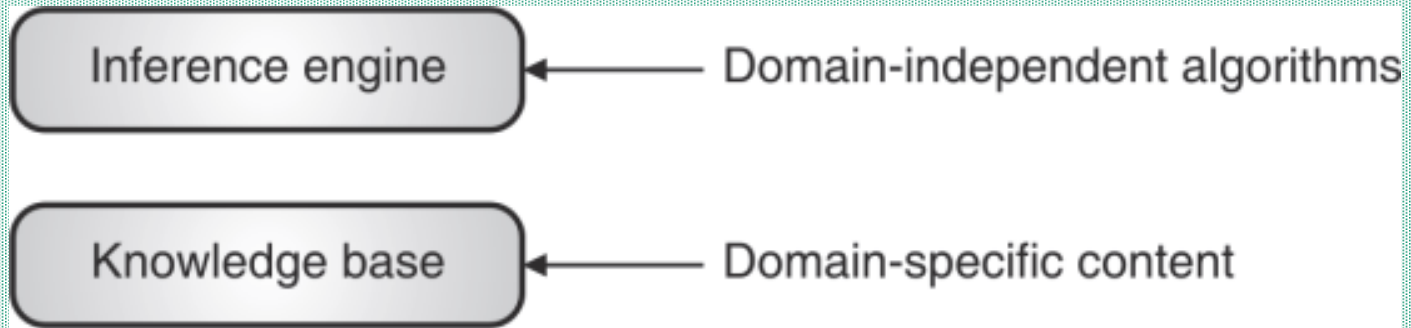 Inference engine
Domain-independent algorithms
Knowledge base
Domain-specific content